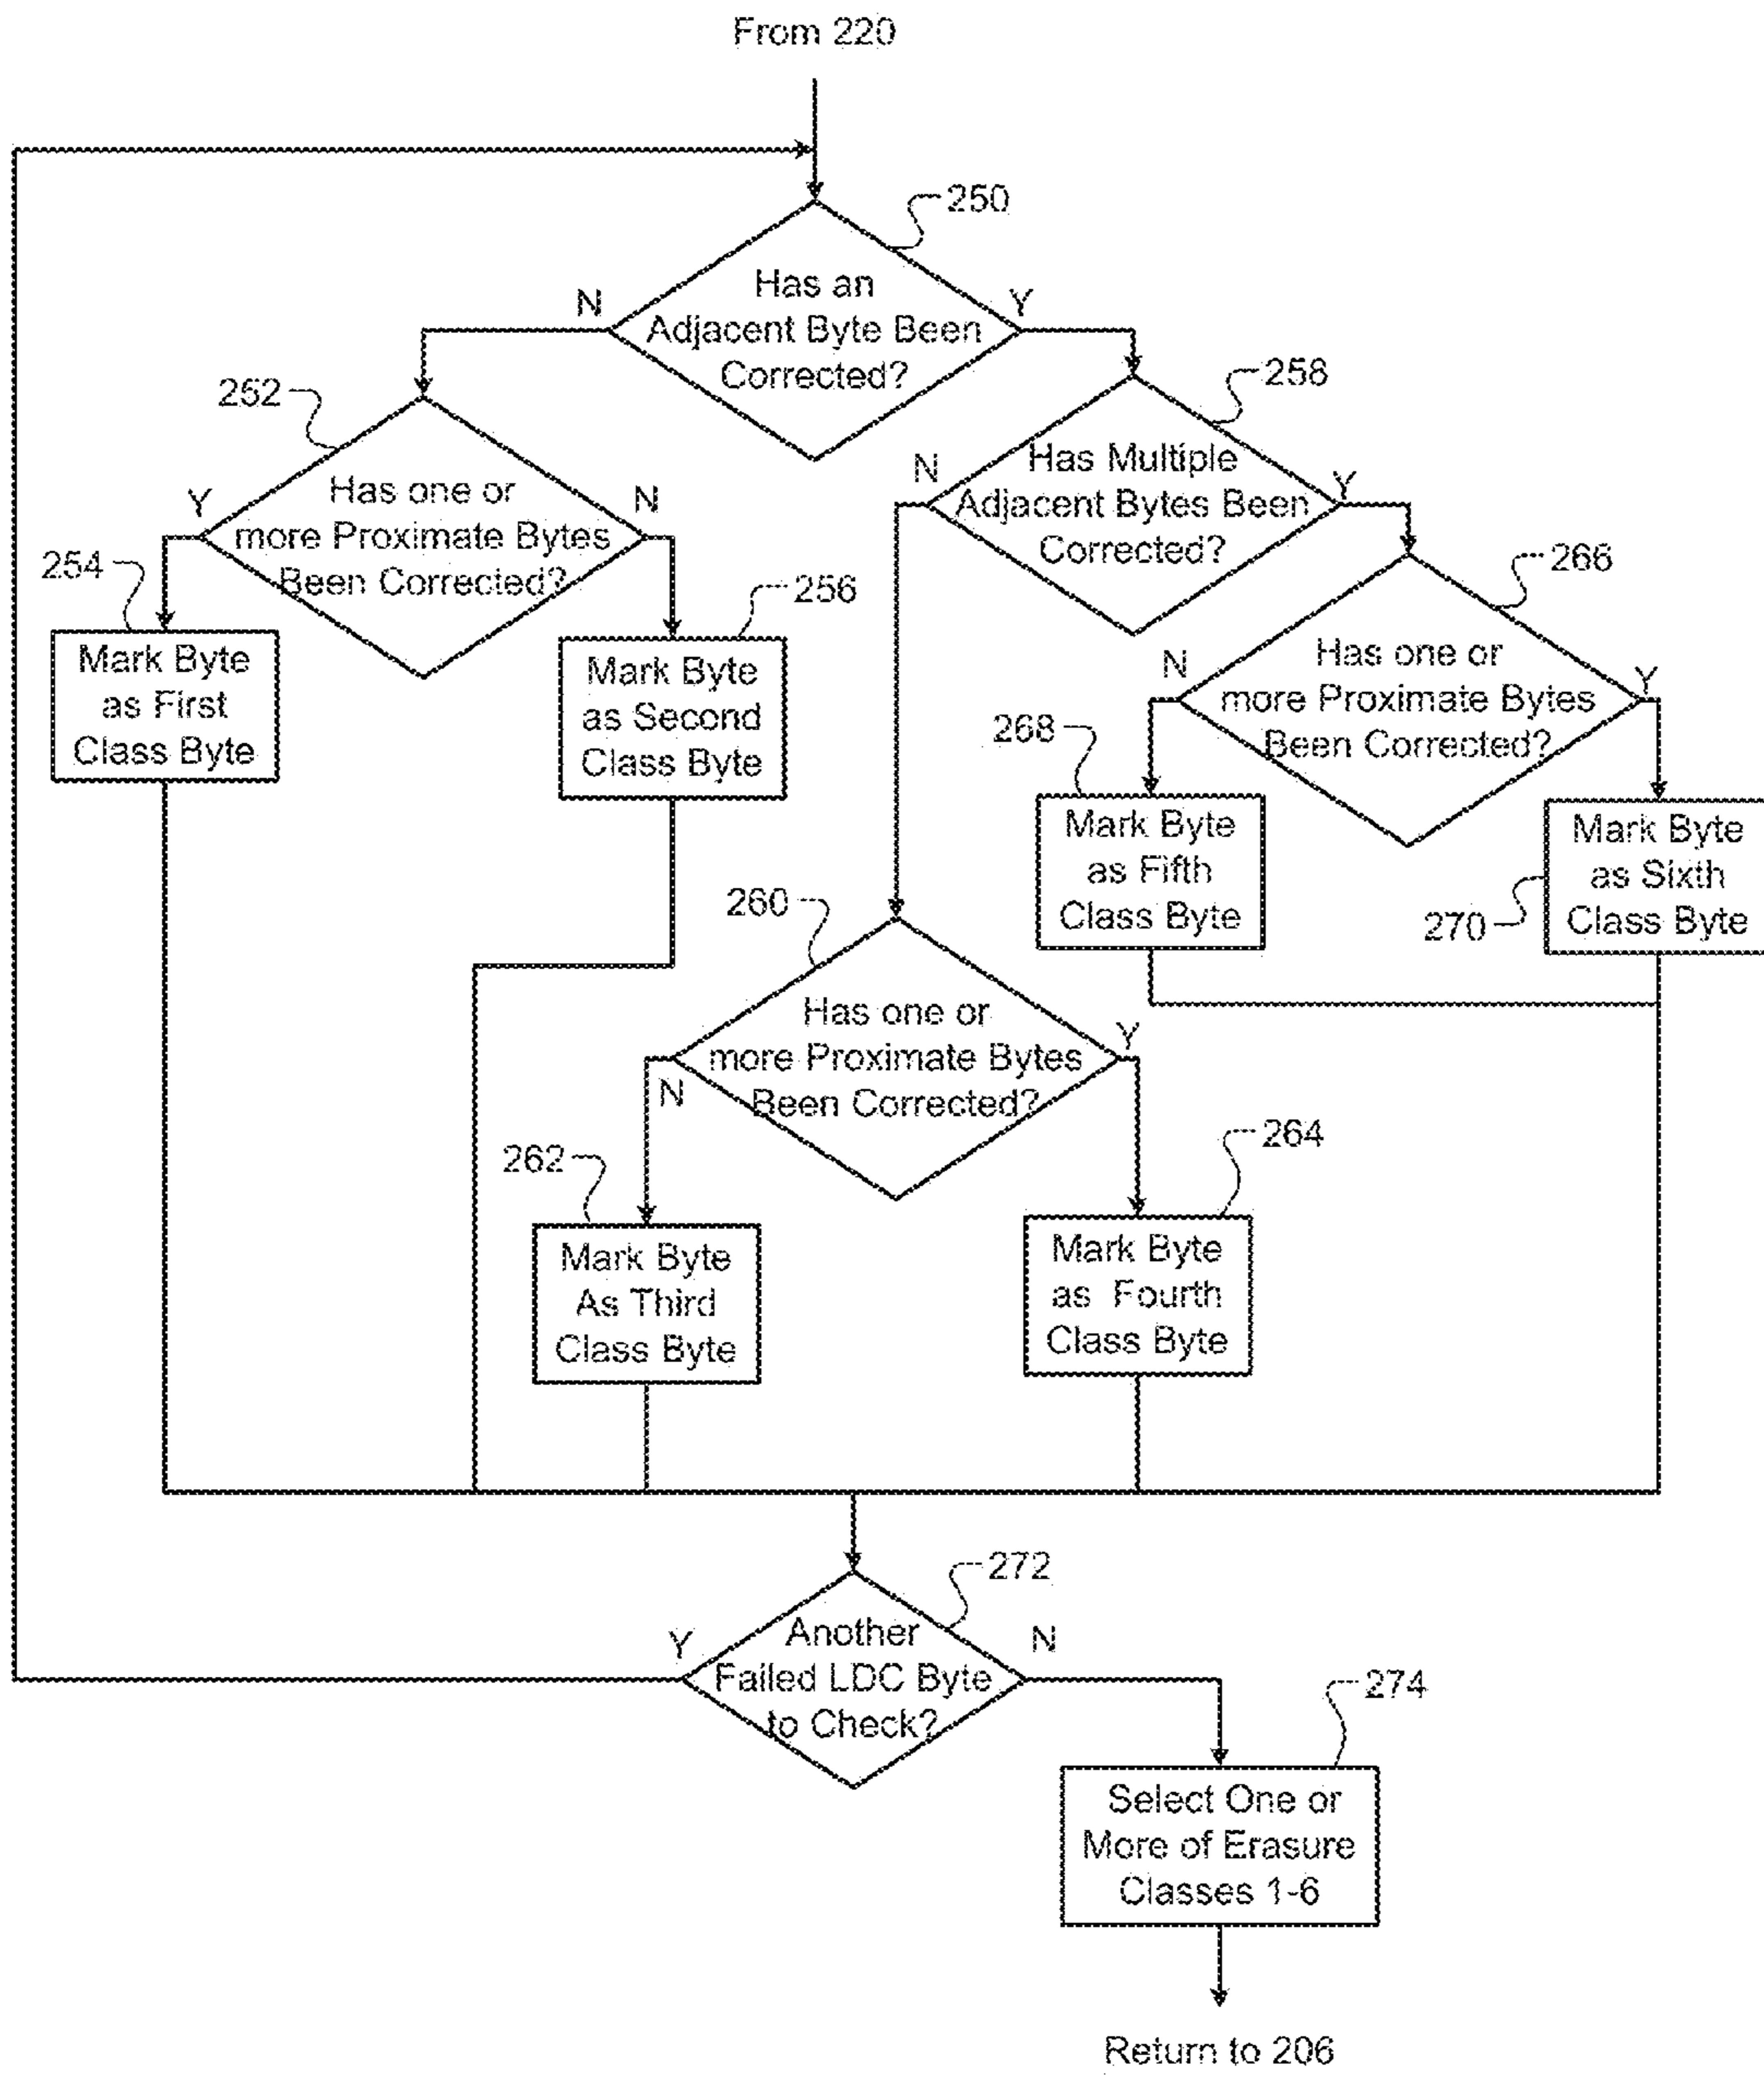 From 220
250
Has an
Adjacent Byte Been
Corrected?
N
Y
252
Has one or
more Proximate Bytes
Been Corrected?
Y
N
258
Has Multiple
Adjacent Bytes Been
Corrected?
N
Y
254
Mark Byte
as First
Class Byte
256
Mark Byte
as Second
Class Byte
266
Has one or
more Proximate Bytes
Been Corrected?
N
Y
268
Mark Byte
as Fifth
Class Byte
270
Mark Byte
as Sixth
Class Byte
260
Has one or
more Proximate Bytes
Been Corrected?
N
Y
262
Mark Byte
As Third
Class Byte
264
Mark Byte
as Fourth
Class Byte
272
Another
Failed LDC Byte
to Check?
Y
N
274
Select One or
More of Erasure
Classes 1-6
Return to 206